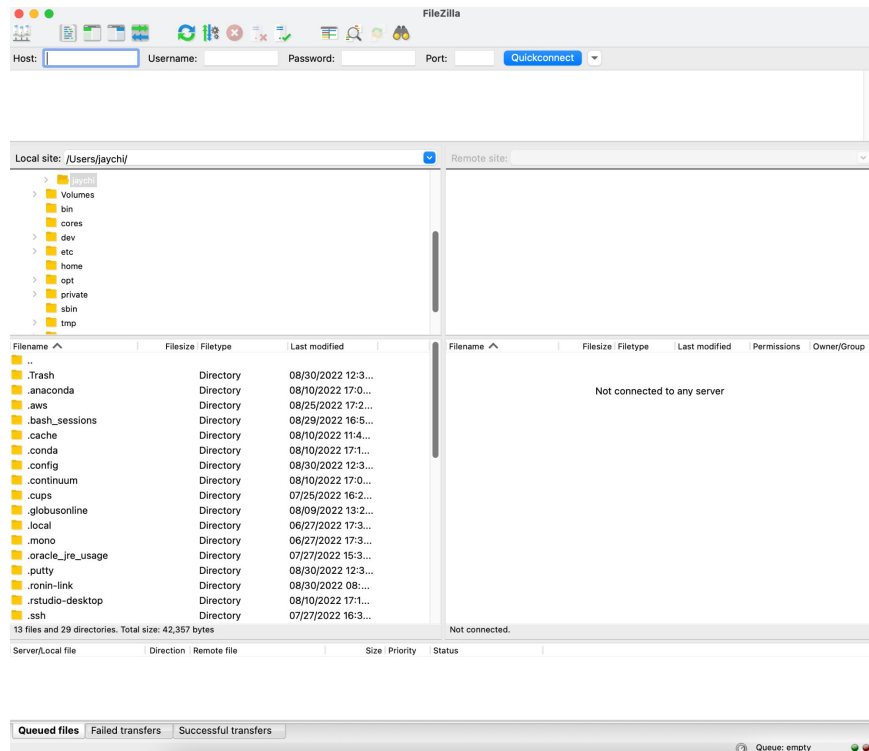 FileZilla
Host: Username: Password: Port: Quickconnect
Local site: /Users/jaychi/ Remote site:
jaychi
Volumes
bin
cores
dev
etc
home
opt
private
sbin
tmp
Filename Filesize Filetype Last modified Filename Filesize Filetype Last modified Permissions Owner/Group
..
.Trash Directory 08/30/2022 12:3...
.anaconda Directory 08/10/2022 17:0...
Not connected to any server
.aws Directory 08/25/2022 17:2...
.bash_sessions Directory 08/29/2022 16:5...
.cache Directory 08/10/2022 11:4...
.conda Directory 08/10/2022 17:1...
.config Directory 08/30/2022 12:3...
.continuum Directory 08/10/2022 17:0...
.cups Directory 07/25/2022 16:2...
.globusonline Directory 08/09/2022 13:2...
.local Directory 06/27/2022 17:3...
.mono Directory 06/27/2022 17:3...
.oracle_jre_usage Directory 07/27/2022 15:3...
.putty Directory 08/30/2022 12:3...
.ronin-link Directory 08/30/2022 08:...
.rstudio-desktop Directory 08/10/2022 17:1...
.ssh Directory 07/27/2022 16:3...
13 files and 29 directories. Total size: 42,357 bytes Not connected.
Server/Local file Direction Remote file Size Priority Status
Queued files Failed transfers Successful transfers
Queue: empty